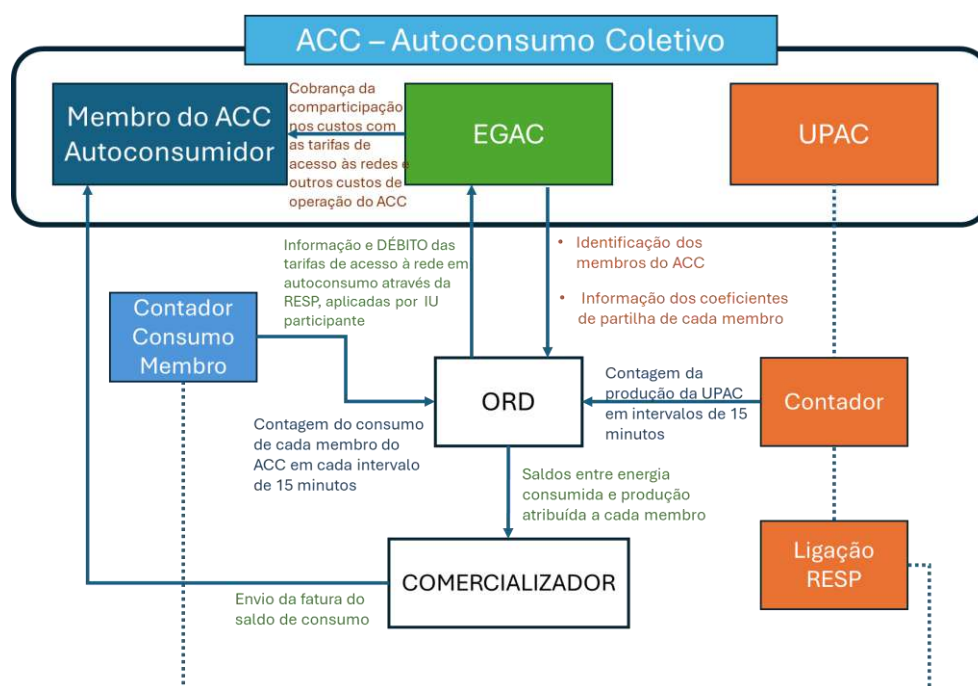 ACC – Autoconsumo Coletivo
Membro do ACC
Autoconsumidor
Cobrança da
comparticipação
nos custos com
as tarifas de
acesso às redes e
outros custos de
operação do ACC
EGAC
UPAC
Informação e DÉBITO das
tarifas de acesso à rede em
autoconsumo através da
RESP, aplicadas por IU
participante
• Identificação dos
membros do ACC
• Informação dos coeficientes
de partilha de cada membro
Contador
Consumo
Membro
ORD
Contagem da
produção da UPAC
em intervalos de 15
minutos
Contador
Contagem do consumo
de cada membro do
ACC em cada intervalo
de 15 minutos
Saldos entre energia
consumida e produção
atribuída a cada membro
Ligação
RESP
COMERCIALIZADOR
Envio da fatura do
saldo de consumo